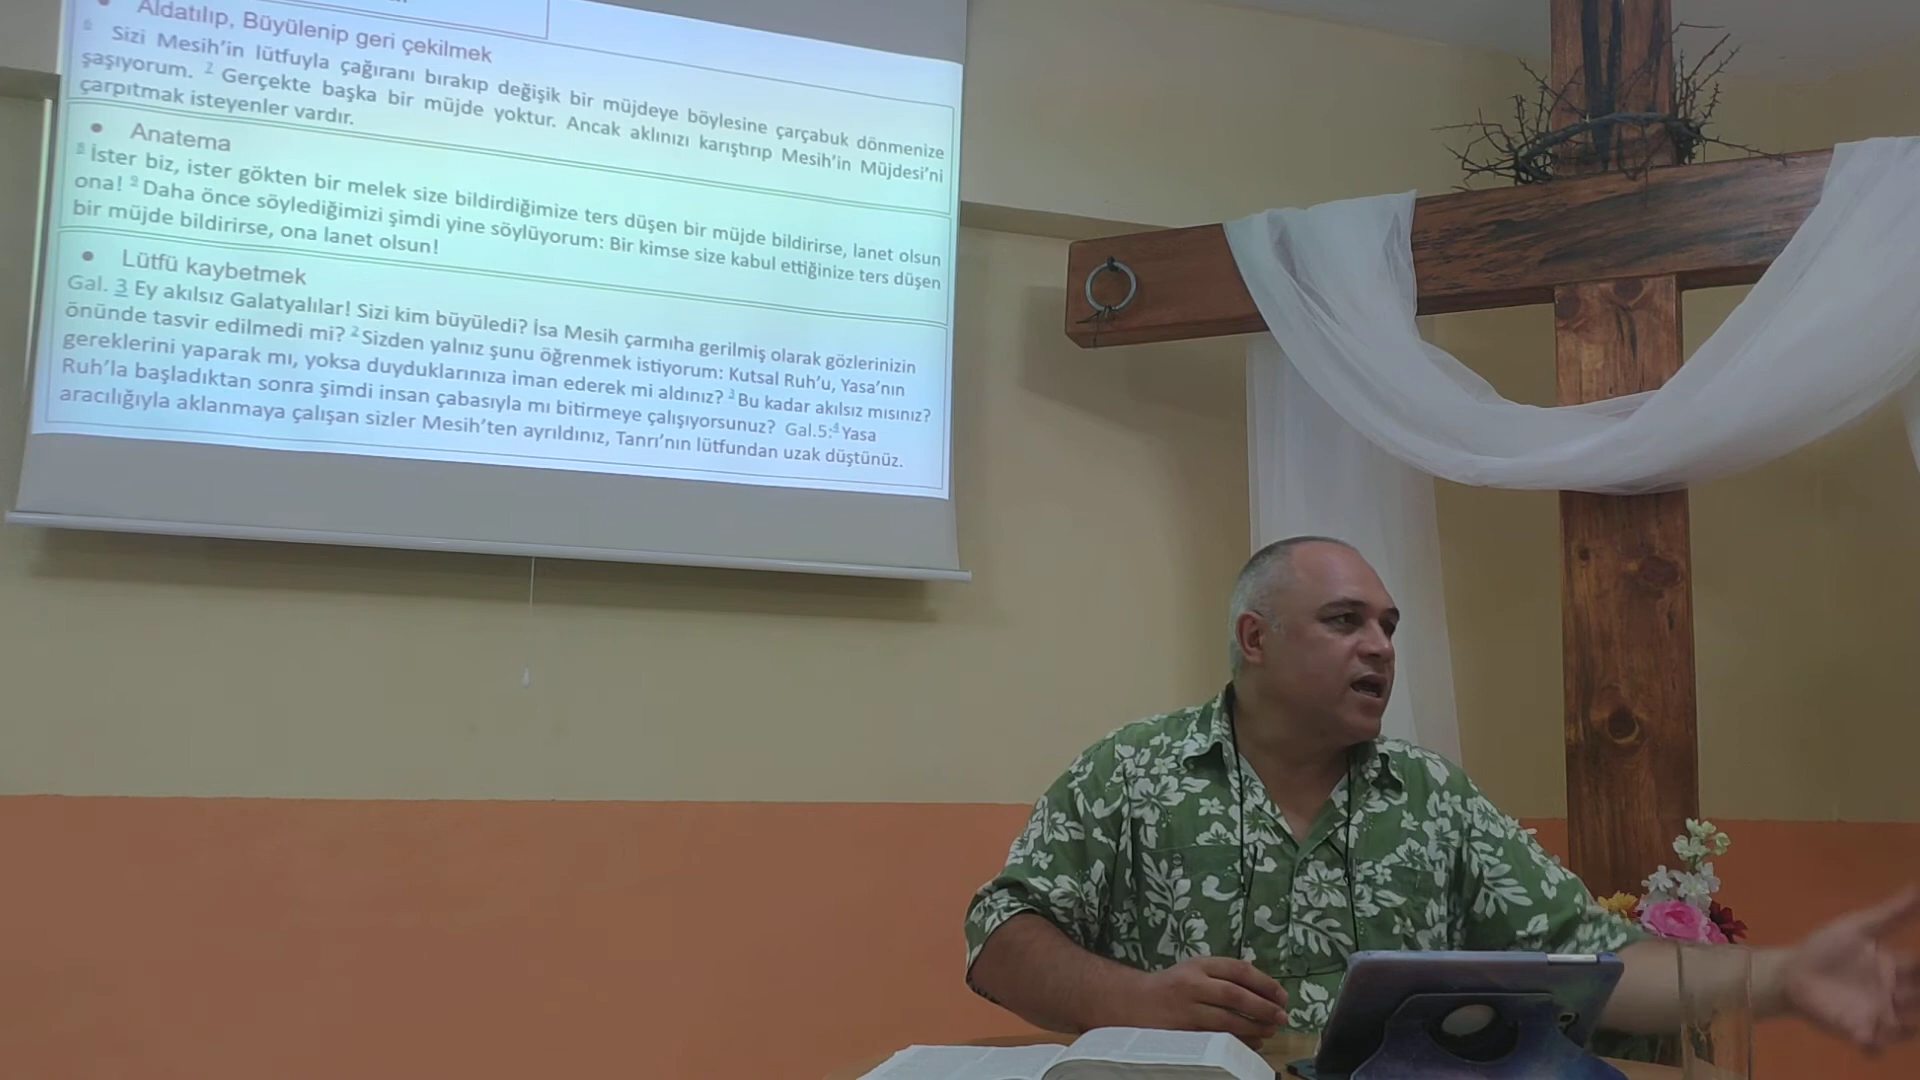 Aldatılıp, Büyülenip geri çekilmek
6 Sizi Mesih’in lütfuyla çağıranı bırakıp değişik bir müjdeye böylesine çarçabuk dönmenize
şaşıyorum. 7 Gerçekte başka bir müjde yoktur. Ancak aklınızı karıştırıp Mesih’in Müjdesi’ni
çarpıtmak isteyenler vardır.
Anatema
8 İster biz, ister gökten bir melek size bildirdiğimize ters düşen bir müjde bildirirse, lanet olsun
ona! 9 Daha önce söylediğimizi şimdi yine söylüyorum: Bir kimse size kabul ettiğinize ters düşen
bir müjde bildirirse, ona lanet olsun!
Lütfü kaybetmek
Gal. 3 Ey akılsız Galatyalılar! Sizi kim büyüledi? İsa Mesih çarmıha gerilmiş olarak gözlerinizin
önünde tasvir edilmedi mi? 2 Sizden yalnız şunu öğrenmek istiyorum: Kutsal Ruh’u, Yasa’nın
gereklerini yaparak mı, yoksa duyduklarınıza iman ederek mi aldınız? 3 Bu kadar akılsız mısınız?
Ruh’la başladıktan sonra şimdi insan çabasıyla mı bitirmeye çalışıyorsunuz? Gal.5:4 Yasa
aracılığıyla aklanmaya çalışan sizler Mesih’ten ayrıldınız, Tanrı’nın lütfundan uzak düştünüz.